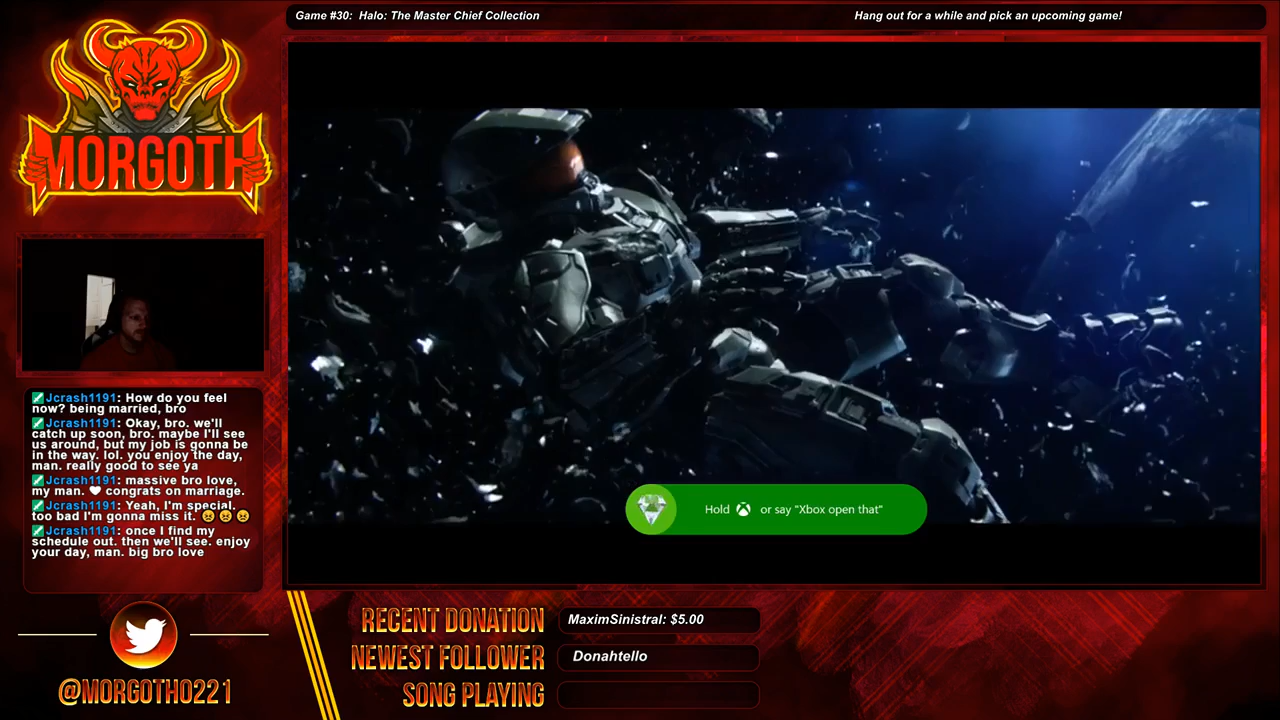 Game #30:  Halo: The Master Chief Collection
Hang out for a while and pick an upcoming game!
MORGOTH
Jcrash1191: How do you feel
now? being married, bro
Jcrash1191: Okay, bro. we'll
catch up soon, bro. maybe I'll see
us around, but my job is gonna be
in the way. lol. you enjoy the day,
man. really good to see ya
Jcrash1191: massive bro love,
my man. 🤍 congrats on marriage.
Jcrash1191: Yeah, I'm special.
too bad I'm gonna miss it. 😣 😣 😣
Jcrash1191: once I find my
schedule out. then we'll see. enjoy
your day, man. big bro love
Hold or say "Xbox open that"
RECENT DONATION
MaximSinistral: $5.00
NEWEST FOLLOWER
Donahtello
SONG PLAYING
@MORGOTH0221